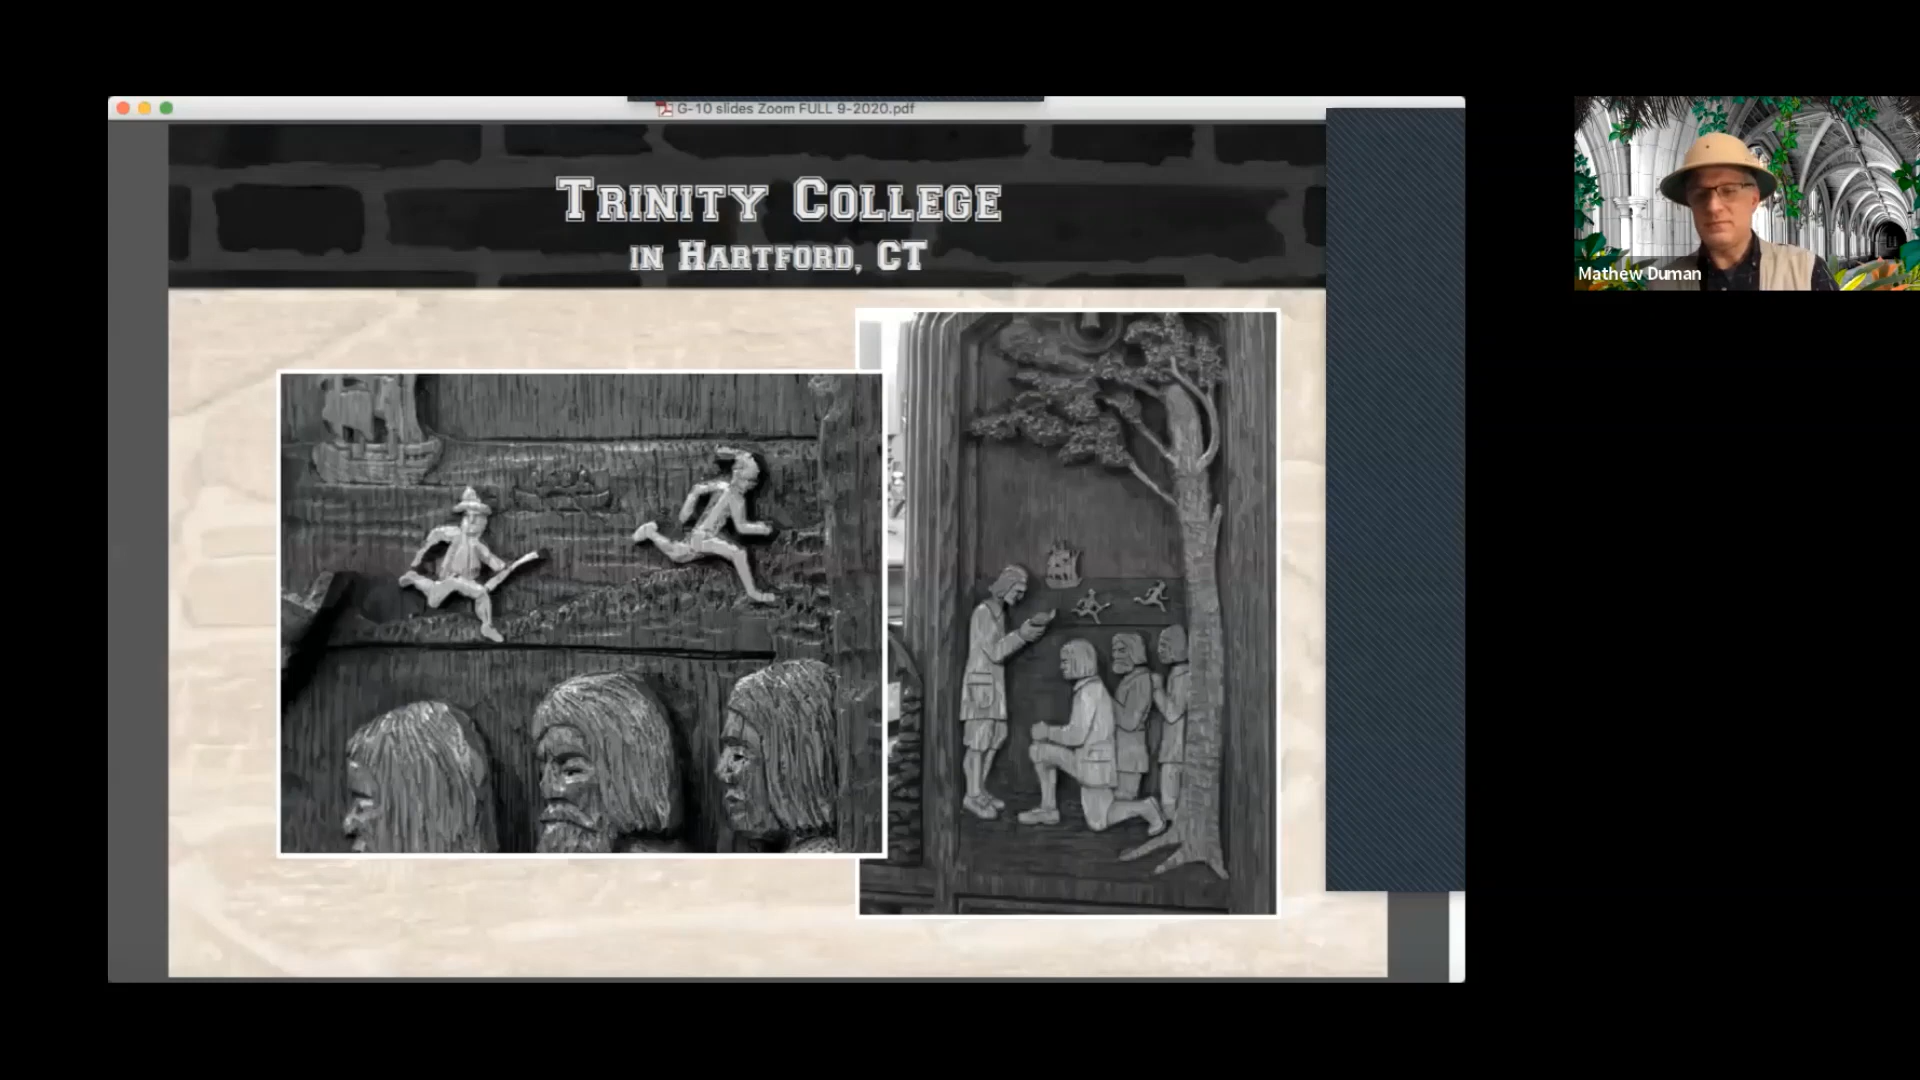 G-10 slides Zoom FULL 9-2020.pdf
TRINITY COLLEGE
IN HARTFORD, CT
Mathew Duman